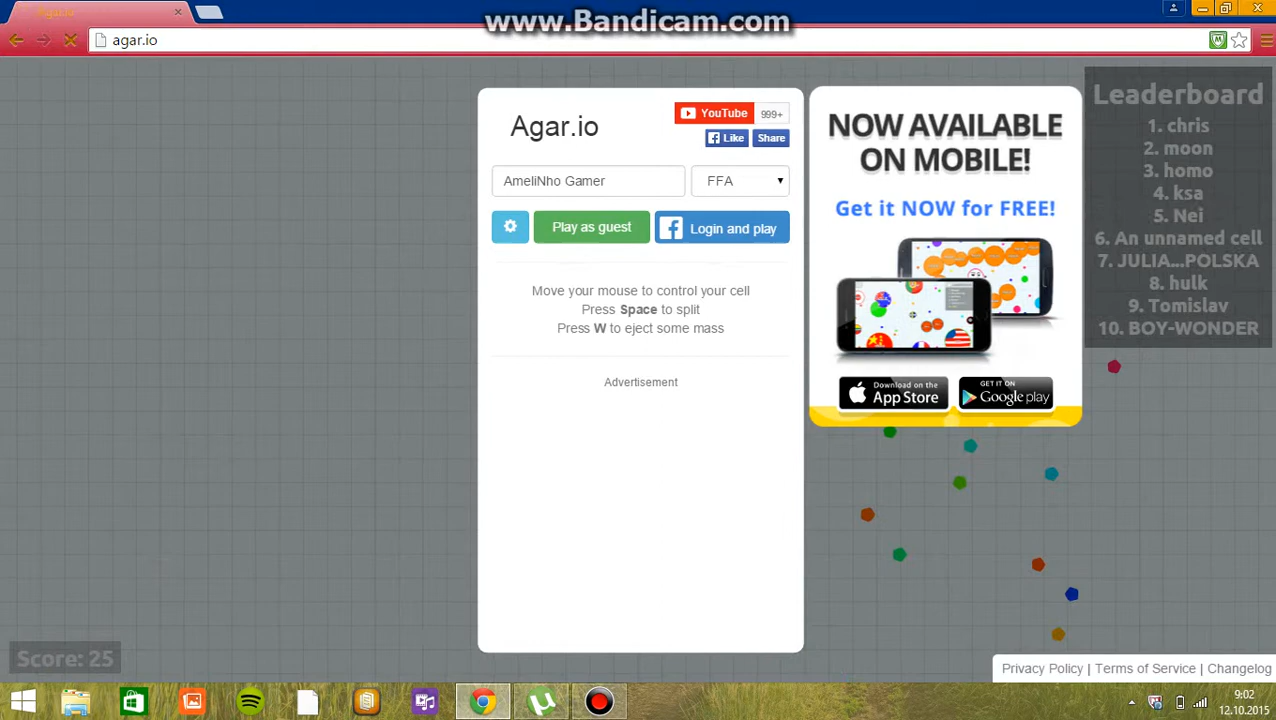 www.Bandicam.com
Agar.io
agar.io
Agar.io
YouTube 999+
Like Share
AmeliNho Gamer FFA
Play as guest Login and play
Move your mouse to control your cell
Press Space to split
Press W to eject some mass
Advertisement
NOW AVAILABLE
ON MOBILE!
Get it NOW for FREE!
Download on the
App Store
GET IT ON
Google play
Leaderboard
1. chris
2. moon
3. homo
4. ksa
5. Nei
6. An unnamed cell
7. JULIA...POLSKA
8. hulk
9. Tomislav
10. BOY-WONDER
Score: 25
Privacy Policy | Terms of Service | Changelog
9:02
12.10.2015